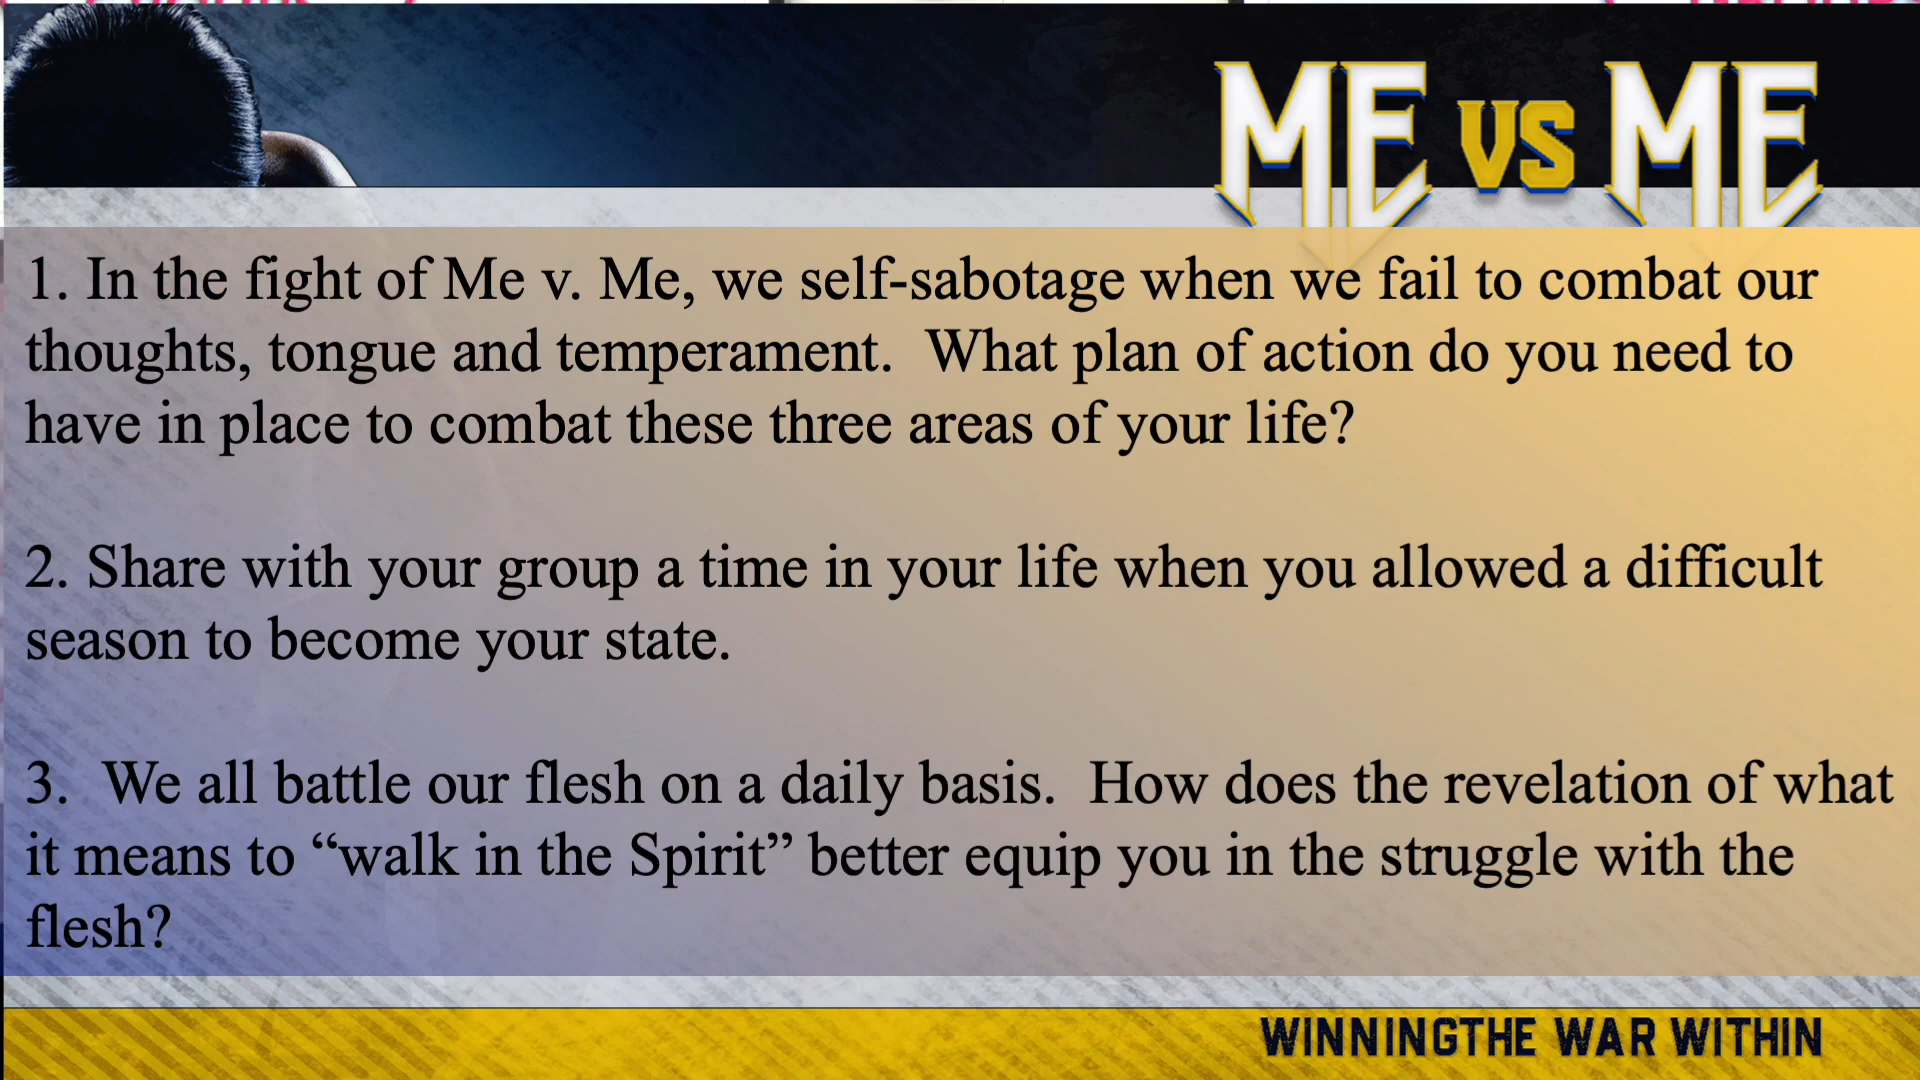 ME VS ME
1. In the fight of Me v. Me, we self-sabotage when we fail to combat our
thoughts, tongue and temperament.  What plan of action do you need to
have in place to combat these three areas of your life?
2. Share with your group a time in your life when you allowed a difficult
season to become your state.
3.  We all battle our flesh on a daily basis.  How does the revelation of what
it means to “walk in the Spirit” better equip you in the struggle with the
flesh?
WINNINGTHE WAR WITHIN